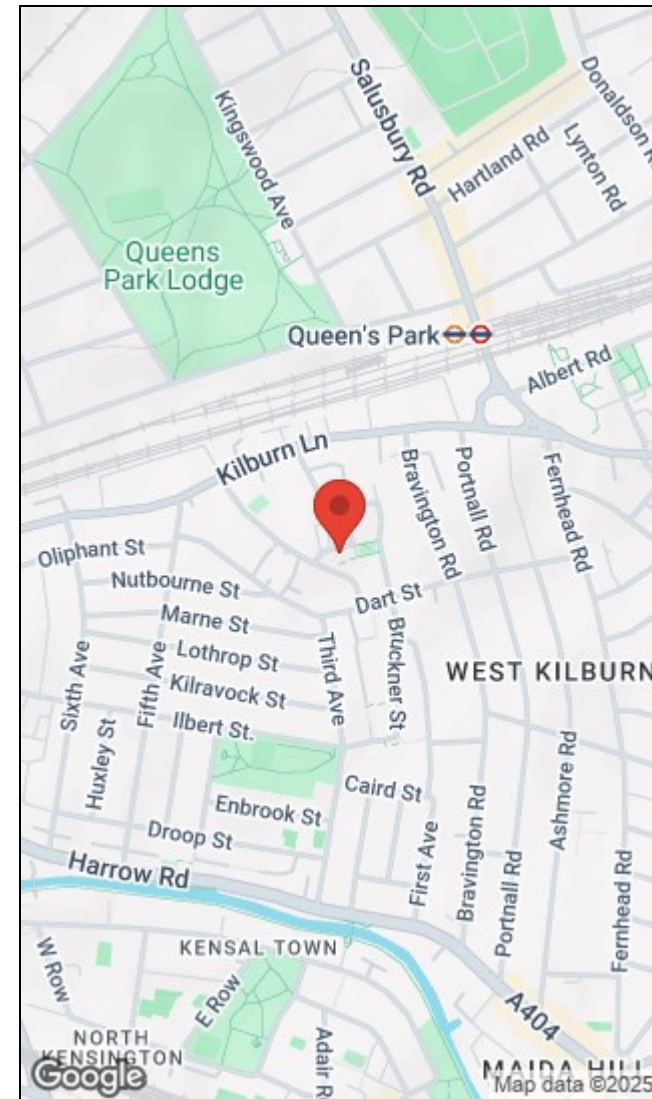 Salusbury Rd
Kingswood Ave
Donaldson R
Lynton Rd
Hartland Rd
Queens
Park Lodge
Queen's Park
Albert Rd
Kilburn Ln
Bravington Rd
Portnall Rd
Fernhead Rd
Oliphant St
Nutbourne St
Dart St
Marne St
Lothrop St
Kilravock St
Ilbert St.
Third Ave
Bruckner St
WEST KILBURN
Sixth Ave
Fifth Ave
Huxley St
Caird St
Enbrook St
Droop St
Harrow Rd
First Ave
Bravington Rd
Portnall Rd
Ashmore Rd
Fernhead Rd
KENSAL TOWN
W Row
E Row
Adair R
A404
NORTH
KENSINGTON
MAIDA HILL
Google
Map data ©2025